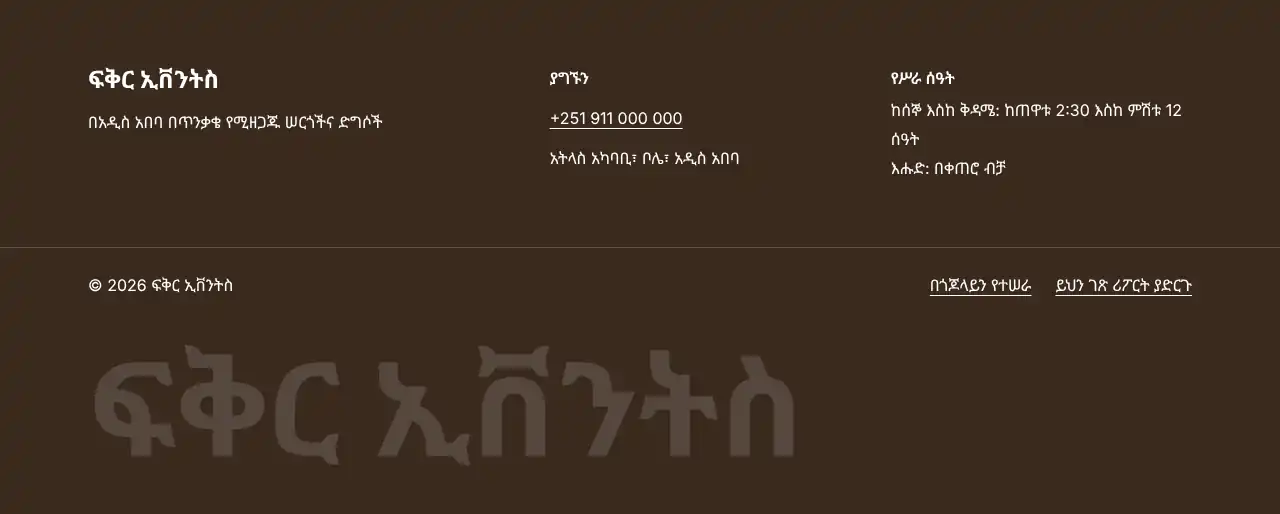 ፍቅር ኢቨንትስ
በአዲስ አበባ በጥንቃቄ የሚዘጋጁ ሠርጎችና ድግሶች
ያግኙን
+251 911 000 000
አትላስ አካባቢ፣ ቦሌ፣ አዲስ አበባ
የሥራ ሰዓት
ከሰኞ እስከ ቅዳሜ: ከጠዋቱ 2:30 እስከ ምሽቱ 12
ሰዓት
እሑድ: በቀጠሮ ብቻ
© 2026 ፍቅር ኢቨንትስ
በጎጆላይን የተሠራ
ይህን ገጽ ሪፖርት ያድርጉ
ፍቅር ኢቨንትስ